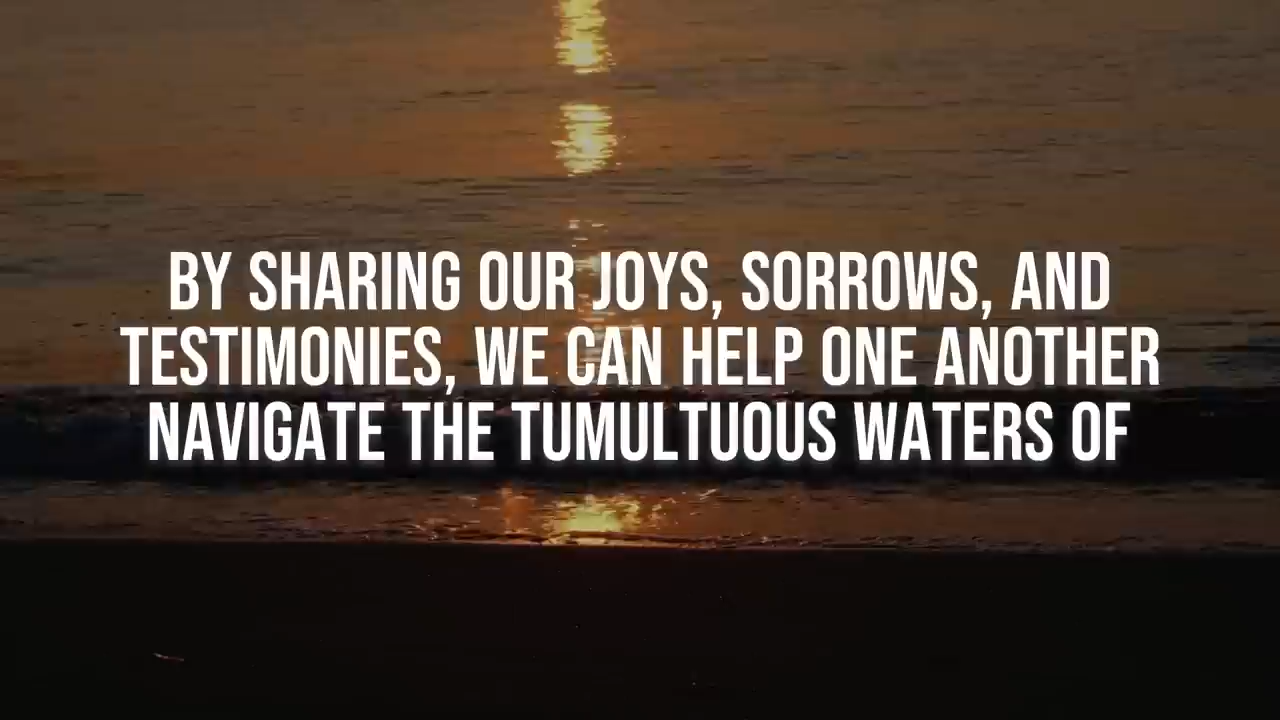 BY SHARING OUR JOYS, SORROWS, AND
TESTIMONIES, WE CAN HELP ONE ANOTHER
NAVIGATE THE TUMULTUOUS WATERS OF